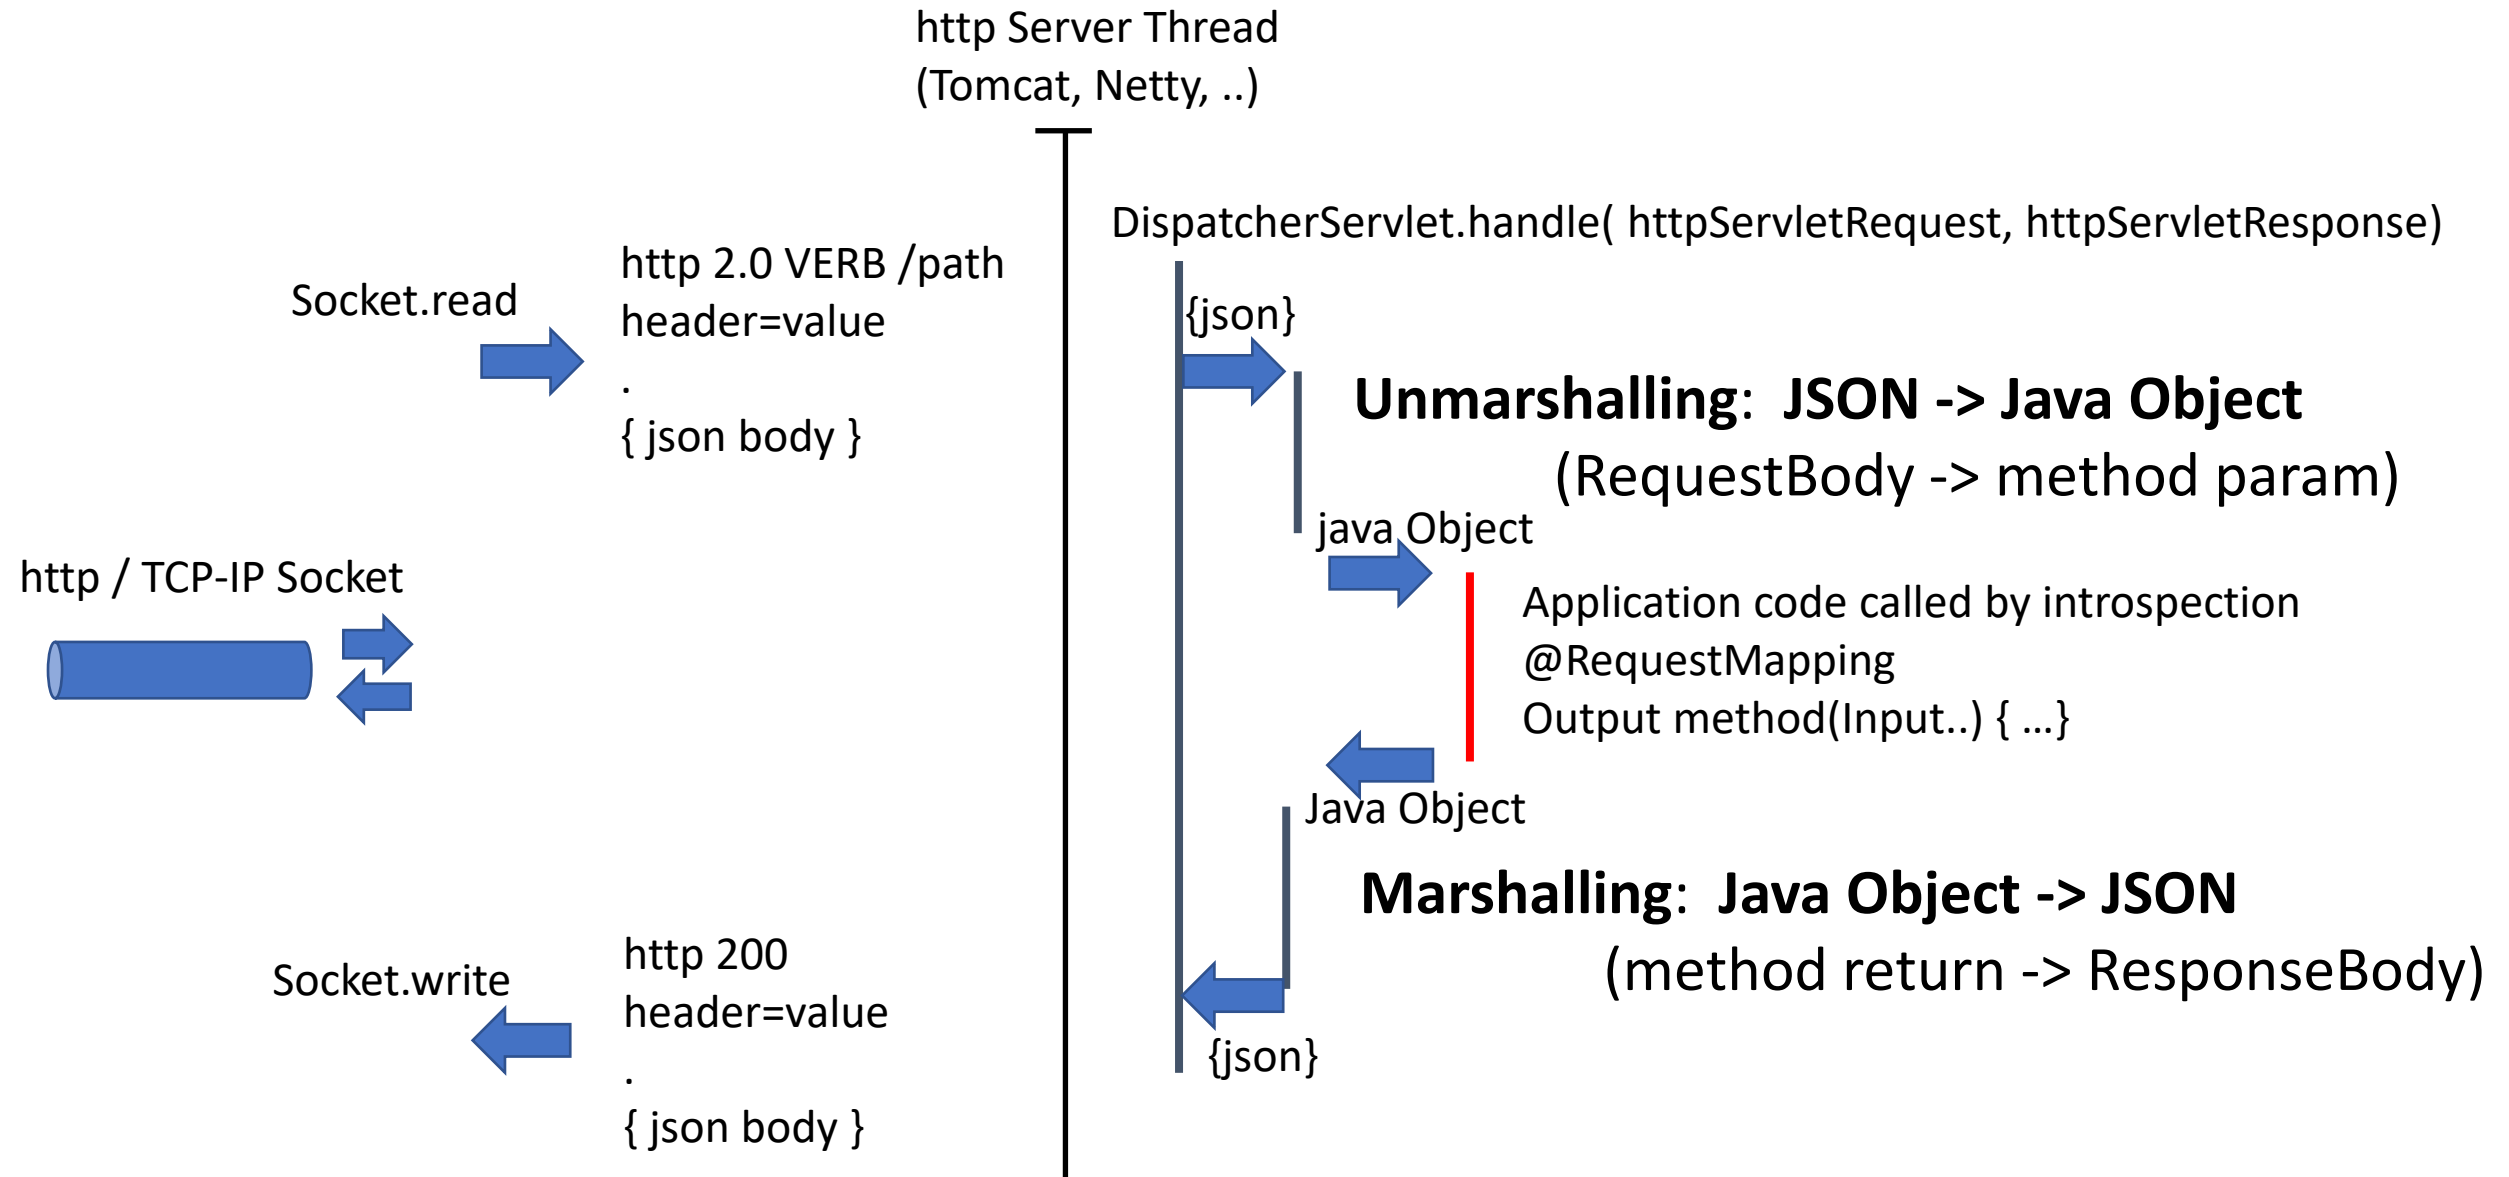 http Server Thread
(Tomcat, Netty, ..)
DispatcherServlet.handle( httpServletRequest, httpServletResponse)
Socket.read
http 2.0 VERB /path
header=value
.
{ json body }
{json}
Unmarshalling:  JSON -> Java Object
(RequestBody -> method param)
java Object
http / TCP-IP Socket
Application code called by introspection
@RequestMapping
Output method(Input..) { ...}
Java Object
Marshalling:  Java Object -> JSON
(method return -> ResponseBody)
{json}
Socket.write
http 200
header=value
.
{ json body }